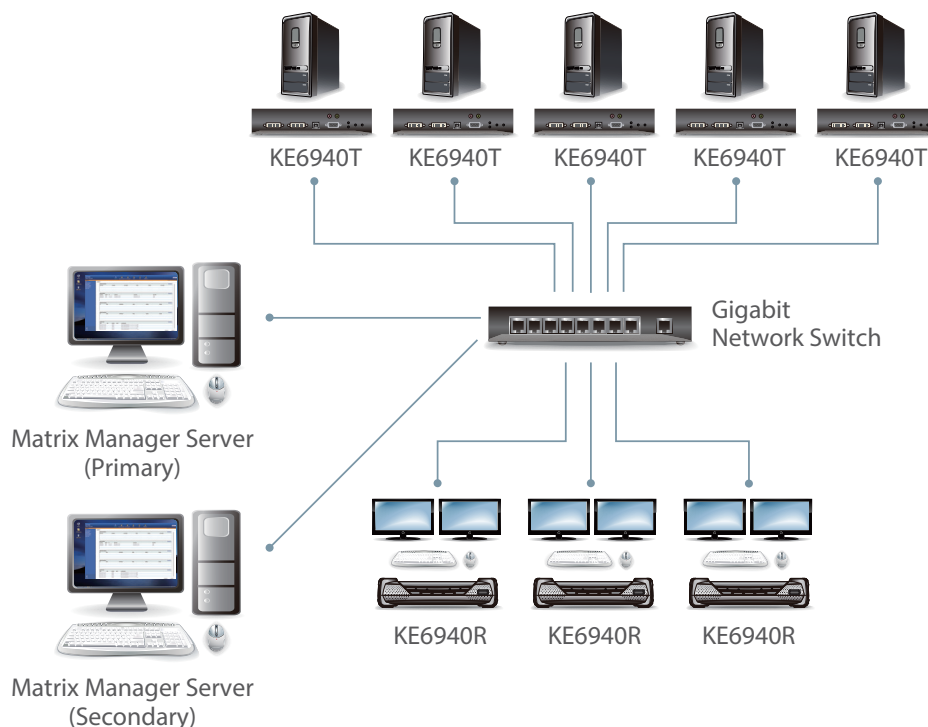 KE6940T
KE6940T
KE6940T
KE6940T
KE6940T
Gigabit
Network Switch
Matrix Manager Server
(Primary)
KE6940R
KE6940R
KE6940R
Matrix Manager Server
(Secondary)